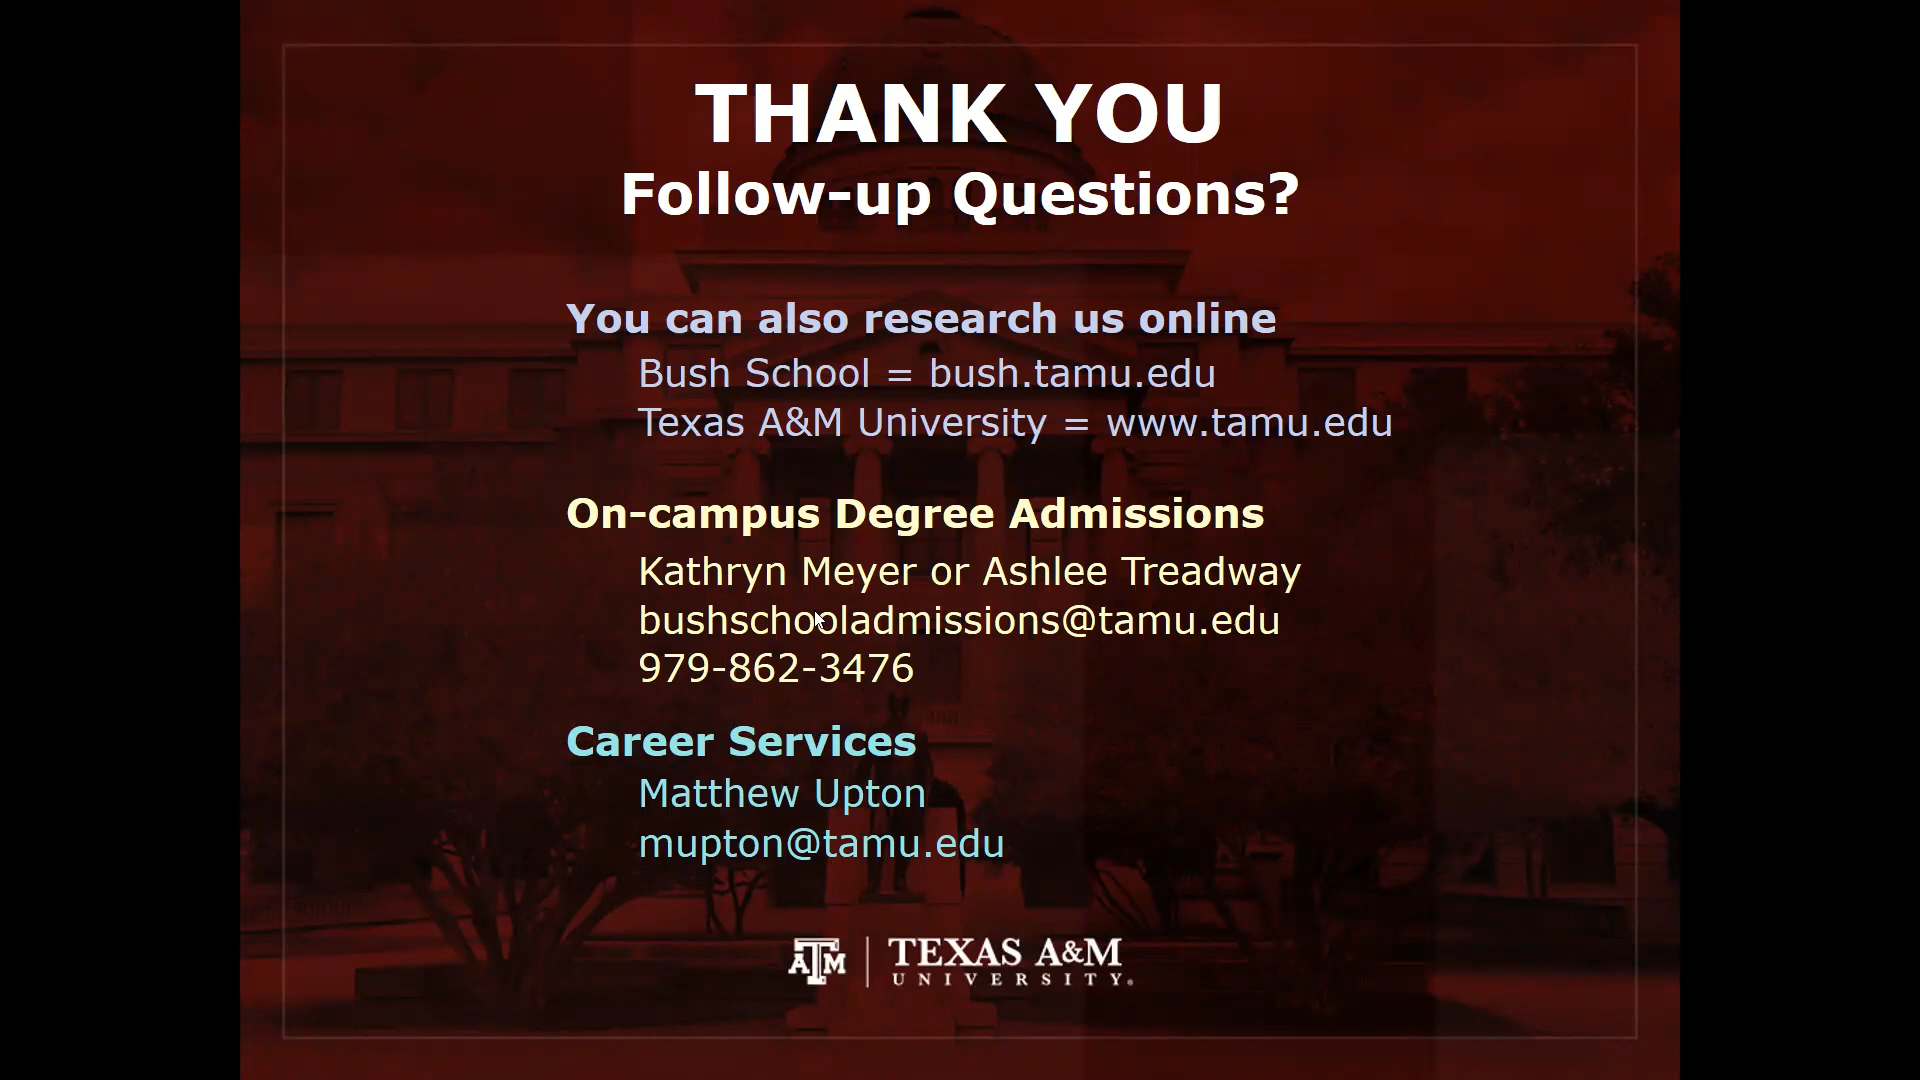 THANK YOU
Follow-up Questions?
You can also research us online
Bush School = bush.tamu.edu
Texas A&M University = www.tamu.edu
On-campus Degree Admissions
Kathryn Meyer or Ashlee Treadway
bushschooladmissions@tamu.edu
979-862-3476
Career Services
Matthew Upton
mupton@tamu.edu
ATM | TEXAS A&M
UNIVERSITY®